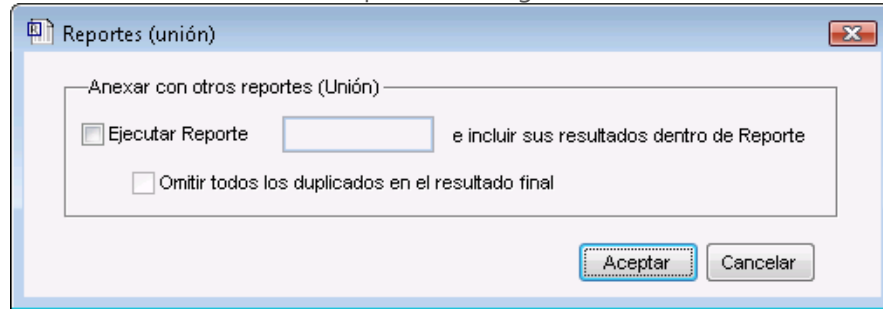 Reportes (unión)
Anexar con otros reportes (Unión)
Ejecutar Reporte e incluir sus resultados dentro de Reporte
Omitir todos los duplicados en el resultado final
Aceptar Cancelar